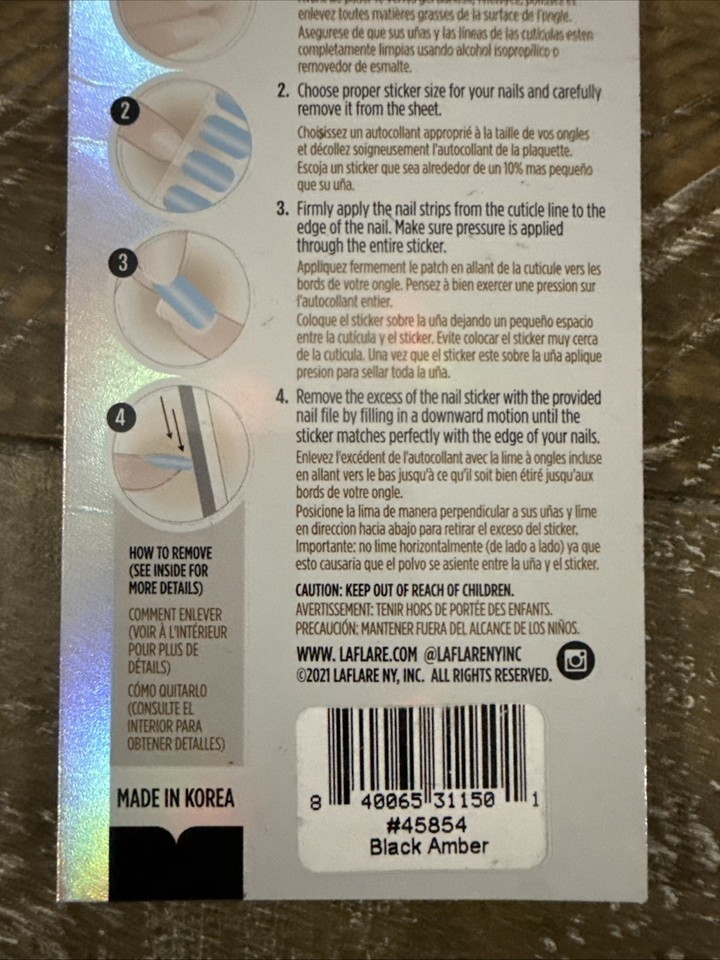 enlevez toutes matières grasses de la surface de l'ongle.
Asegurese de que sus uñas y las líneas de las cutículas esten
completamente limpias usando alcohol isopropílico o
removedor de esmalte.
2
2. Choose proper sticker size for your nails and carefully
remove it from the sheet.
Choisissez un autocollant approprié à la taille de vos ongles
et décollez soigneusement l'autocollant de la plaquette.
Escoja un sticker que sea alrededor de un 10% mas pequeño
que su uña.
3
3. Firmly apply the nail strips from the cuticle line to the
edge of the nail. Make sure pressure is applied
through the entire sticker.
Appliquez fermement le patch en allant de la cuticule vers les
bords de votre ongle. Pensez à bien exercer une pression sur
l'autocollant entier.
Coloque el sticker sobre la uña dejando un pequeño espacio
entre la cutícula y el sticker. Evite colocar el sticker muy cerca
de la cuticula. Una vez que el sticker este sobre la uña aplique
presion para sellar toda la uña.
4
4. Remove the excess of the nail sticker with the provided
nail file by filling in a downward motion until the
sticker matches perfectly with the edge of your nails.
Enlevez l'excédent de l'autocollant avec la lime à ongles incluse
en allant vers le bas jusqu'à ce qu'il soit bien étiré jusqu'aux
bords de votre ongle.
Posicione la lima de manera perpendicular a sus uñas y lime
en direccion hacia abajo para retirar el exceso del sticker.
Importante: no lime horizontalmente (de lado a lado) ya que
esto causaria que el polvo se asiente entre la uña y el sticker.
HOW TO REMOVE
(SEE INSIDE FOR
MORE DETAILS)
COMMENT ENLEVER
(VOIR À L'INTÉRIEUR
POUR PLUS DE
DÉTAILS)
CÓMO QUITARLO
(CONSULTE EL
INTERIOR PARA
OBTENER DETALLES)
CAUTION: KEEP OUT OF REACH OF CHILDREN.
AVERTISSEMENT: TENIR HORS DE PORTÉE DES ENFANTS.
PRECAUCIÓN: MANTENER FUERA DEL ALCANCE DE LOS NIÑOS.
WWW. LAFLARE.COM @LAFLARENYINC
©2021 LAFLARE NY, INC. ALL RIGHTS RESERVED.
MADE IN KOREA
8 40065 31150 1
#45854
Black Amber